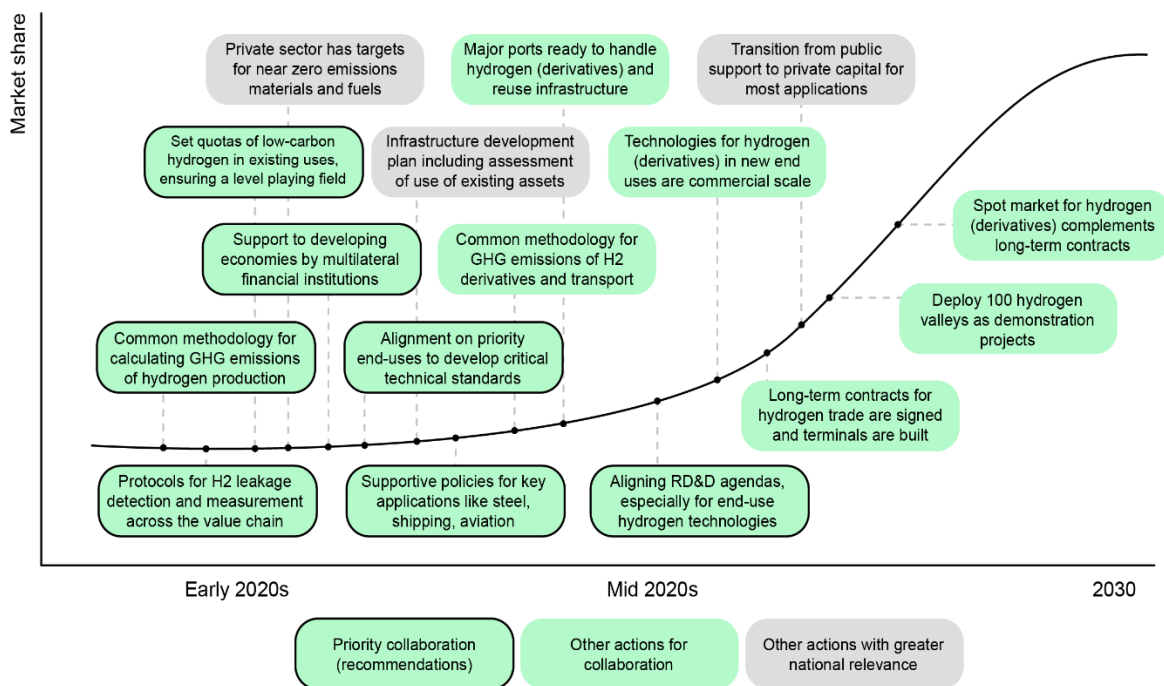 Market share
Private sector has targets
for near zero emissions
materials and fuels
Major ports ready to handle
hydrogen (derivatives) and
reuse infrastructure
Transition from public
support to private capital for
most applications
Set quotas of low-carbon
hydrogen in existing uses,
ensuring a level playing field
Infrastructure development
plan including assessment
of use of existing assets
Technologies for hydrogen
(derivatives) in new end
uses are commercial scale
Spot market for hydrogen
(derivatives) complements
long-term contracts
Support to developing
economies by multilateral
financial institutions
Common methodology for
GHG emissions of H2
derivatives and transport
Deploy 100 hydrogen
valleys as demonstration
projects
Common methodology for
calculating GHG emissions
of hydrogen production
Alignment on priority
end-uses to develop critical
technical standards
Long-term contracts for
hydrogen trade are signed
and terminals are built
Protocols for H2 leakage
detection and measurement
across the value chain
Supportive policies for key
applications like steel,
shipping, aviation
Aligning RD&D agendas,
especially for end-use
hydrogen technologies
Early 2020s
Mid 2020s
2030
Priority collaboration
(recommendations)
Other actions for
collaboration
Other actions with greater
national relevance